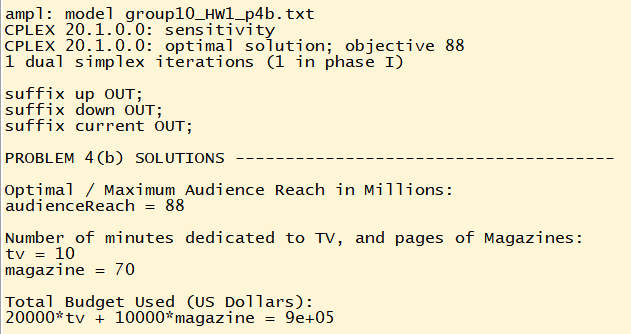 ampl: model group10_HW1_p4b.txt
CPLEX 20.1.0.0: sensitivity
CPLEX 20.1.0.0: optimal solution; objective 88
1 dual simplex iterations (1 in phase I)
suffix up OUT;
suffix down OUT;
suffix current OUT;
PROBLEM 4(b) SOLUTIONS ---------------------------------------
Optimal / Maximum Audience Reach in Millions:
audienceReach = 88
Number of minutes dedicated to TV, and pages of Magazines:
tv = 10
magazine = 70
Total Budget Used (US Dollars):
20000*tv + 10000*magazine = 9e+05